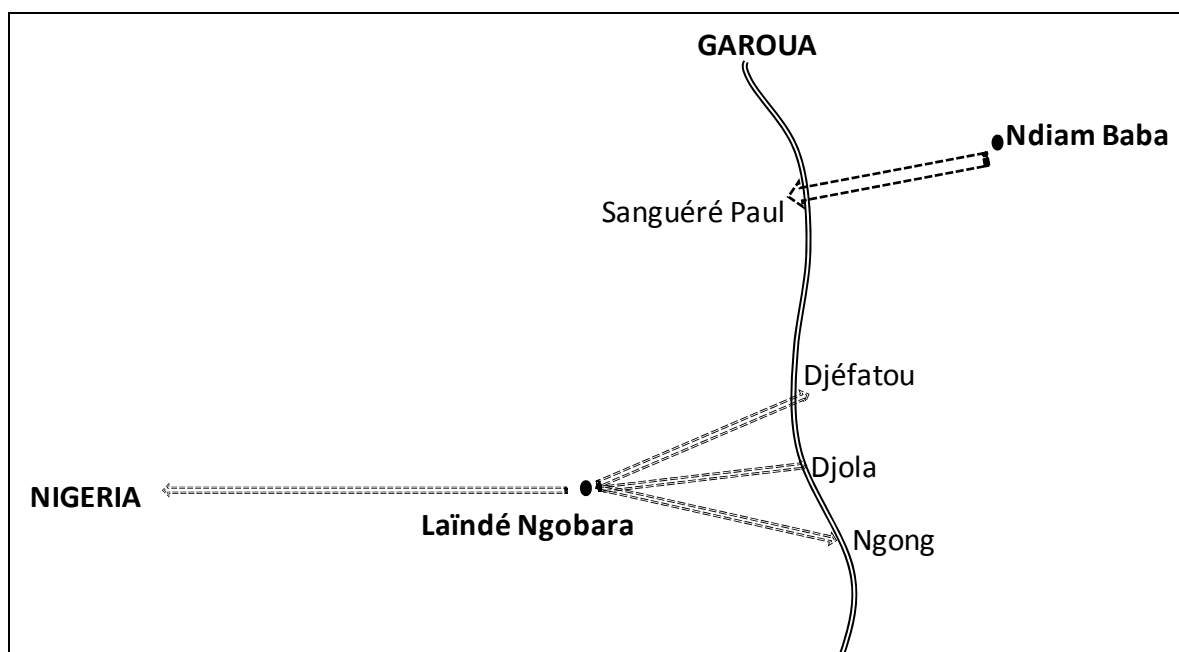 GAROUA
Ndiam Baba
Sanguéré Paul
Djéfatou
Djola
NIGERIA
Laïndé Ngobara
Ngong